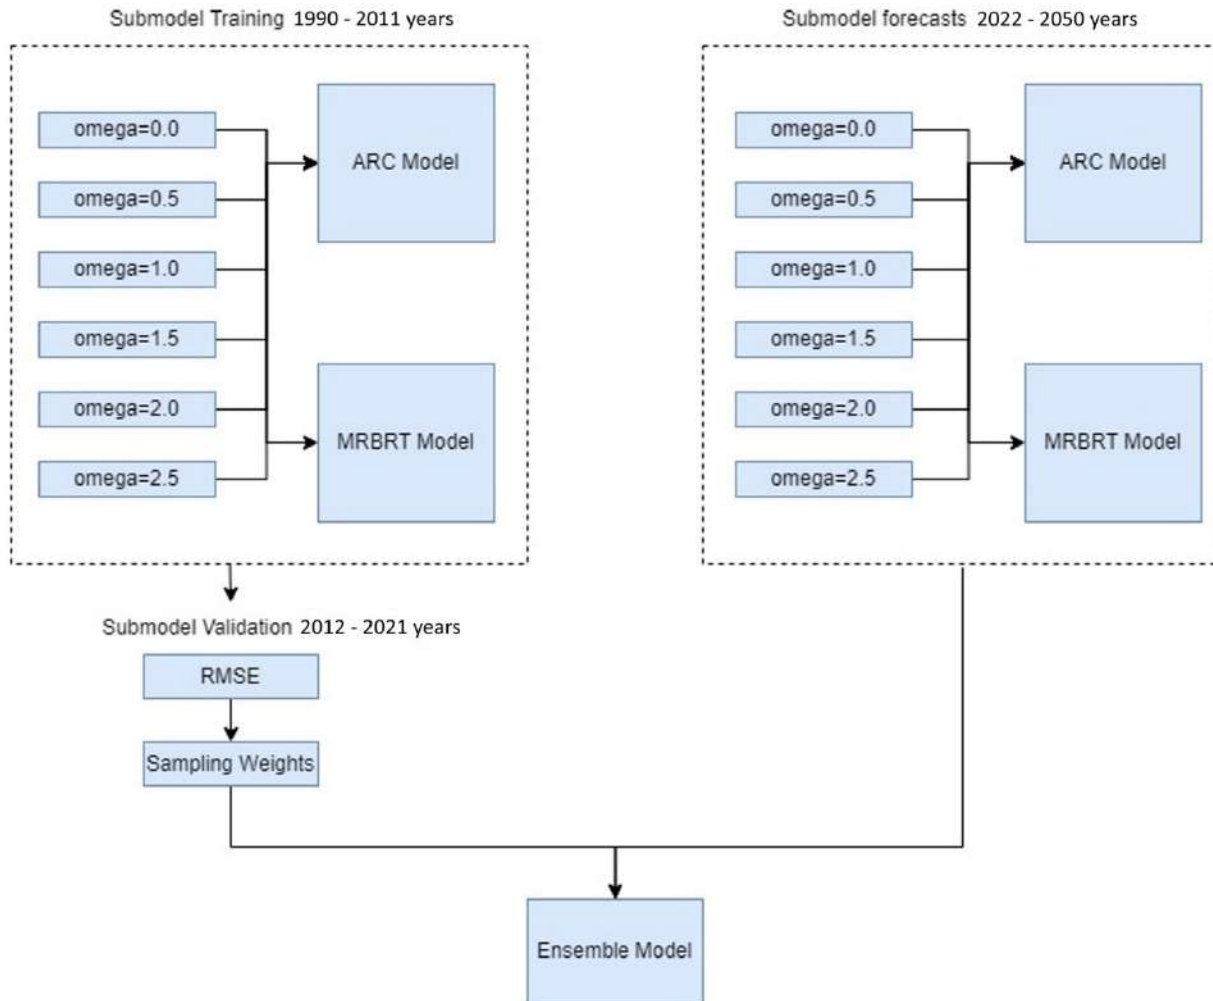 Submodel Training 1990 - 2011 years
omega=0.0
omega=0.5
omega=1.0
omega=1.5
omega=2.0
omega=2.5
ARC Model
MRBRT Model
Submodel forecasts 2022 - 2050 years
omega=0.0
omega=0.5
omega=1.0
omega=1.5
omega=2.0
omega=2.5
ARC Model
MRBRT Model
Submodel Validation 2012 - 2021 years
RMSE
Sampling Weights
Ensemble Model